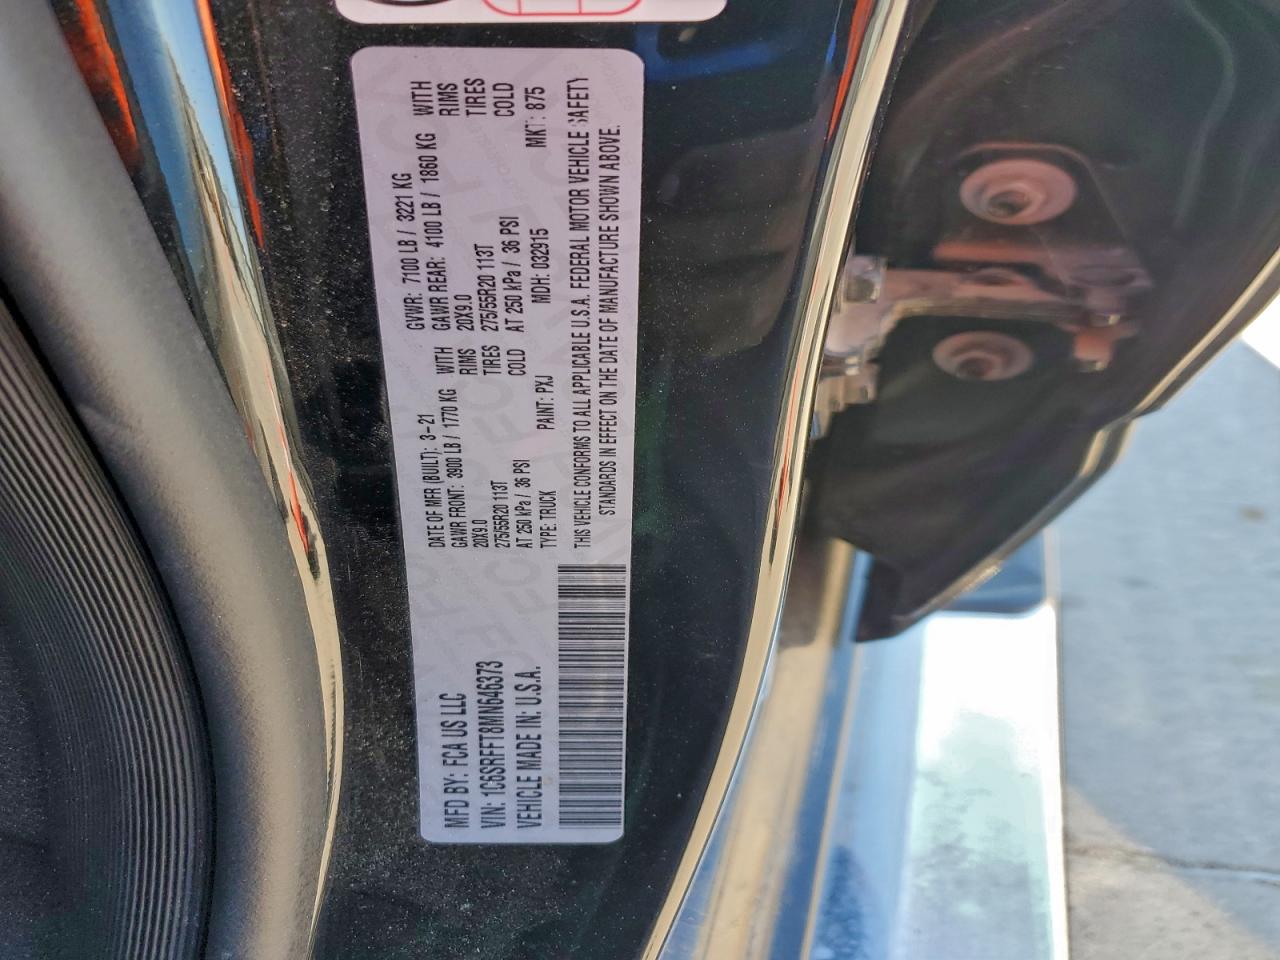 MFD BY: FCA US LLC
VIN: 1C6SRFFT8MN646373
VEHICLE MADE IN: U.S.A.
DATE OF MFR (BUILT): 3-21 GVWR: 7100 LB / 3221 KG
GAWR FRONT: 3900 LB / 1770 KG WITH GAWR REAR: 4100 LB / 1860 KG WITH
20X9.0 RIMS 20X9.0 RIMS
275/55R20 113T TIRES 275/55R20 113T TIRES
AT 250 kPa / 36 PSI COLD AT 250 kPa / 36 PSI COLD
TYPE: TRUCK PAINT: PXJ MDH: 032915 MKT: 875
THIS VEHICLE CONFORMS TO ALL APPLICABLE U.S.A. FEDERAL MOTOR VEHICLE SAFETY
STANDARDS IN EFFECT ON THE DATE OF MANUFACTURE SHOWN ABOVE.